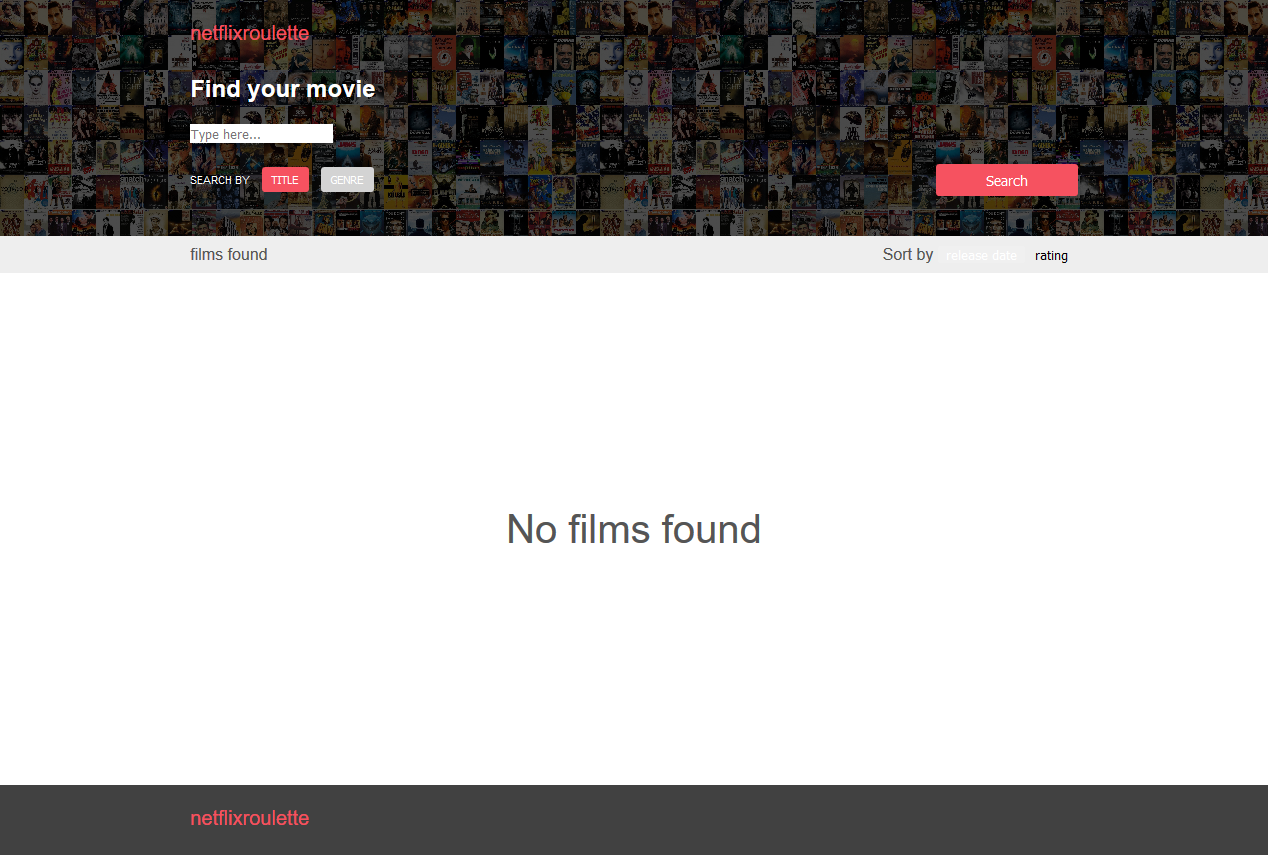 netflixroulette
Find your movie
Type here...
SEARCH BY TITLE GENRE Search
films found Sort by release date rating
No films found
netflixroulette